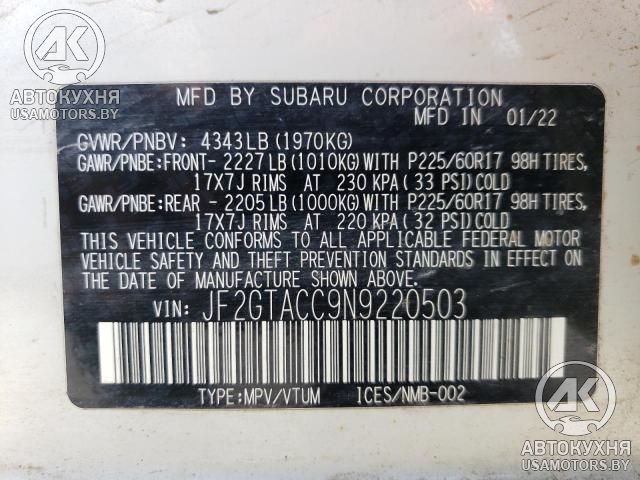 АВТОКУХНЯ
USAMOTORS.BY
MFD BY SUBARU CORPORATION
MFD IN 01/22
GVWR/PNBV: 4343LB (1970KG)
GAWR/PNBE:FRONT- 2227LB (1010KG) WITH P225/60R17 98H TIRES,
17X7J RIMS AT 230 KPA ( 33 PSI) COLD
GAWR/PNBE:REAR - 2205LB (1000KG) WITH P225/60R17 98H TIRES,
17X7J RIMS AT 220 KPA ( 32 PSI) COLD
THIS VEHICLE CONFORMS TO ALL APPLICABLE FEDERAL MOTOR
VEHICLE SAFETY AND THEFT PREVENTION STANDARDS IN EFFECT
ON THE DATE OF MANUFACTURE SHOWN ABOVE.
VIN: JF2GTACC9N9220503
TYPE:MPV/VTUM ICES/NMB-002
АВТОКУХНЯ
USAMOTORS.BY